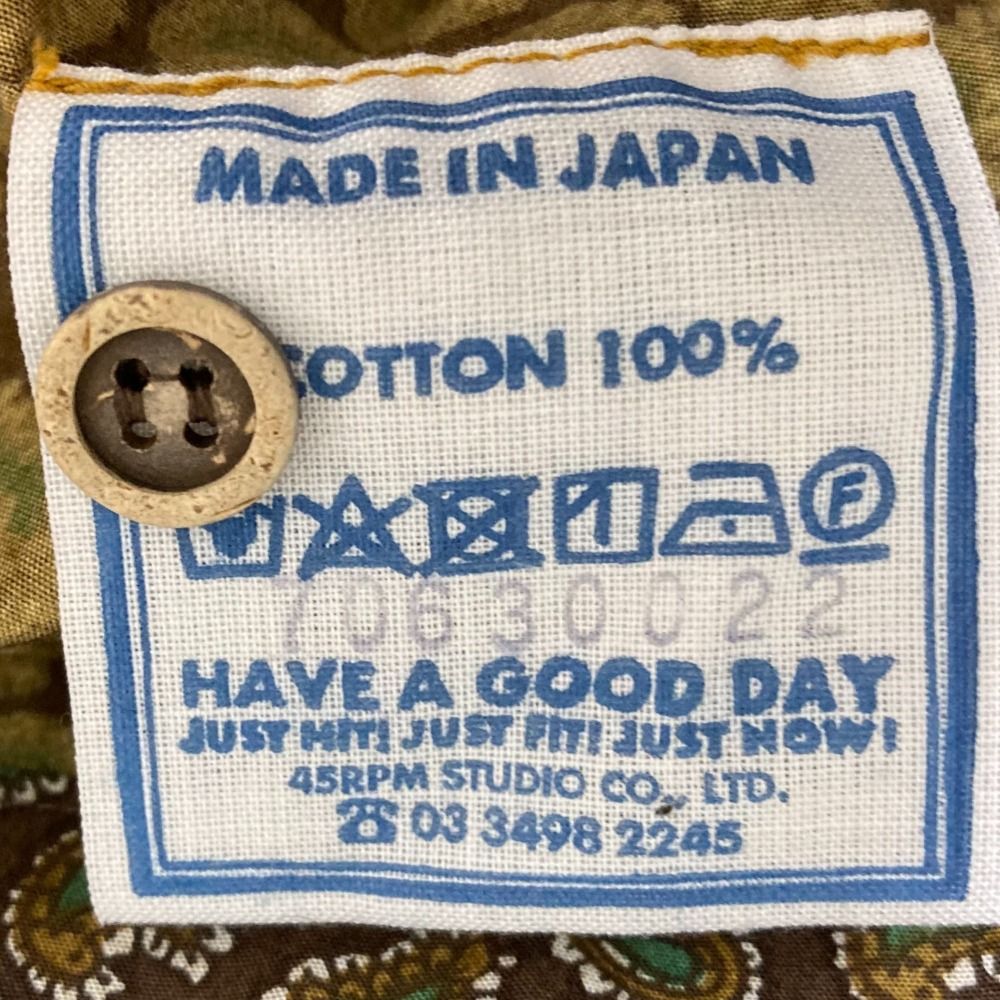 MADE IN JAPAN
COTTON 100%
F
70630022
HAVE A GOOD DAY
JUST HIT! JUST FIT! JUST NOW!
45RPM STUDIO CO., LTD.
☎ 03 3498 2245